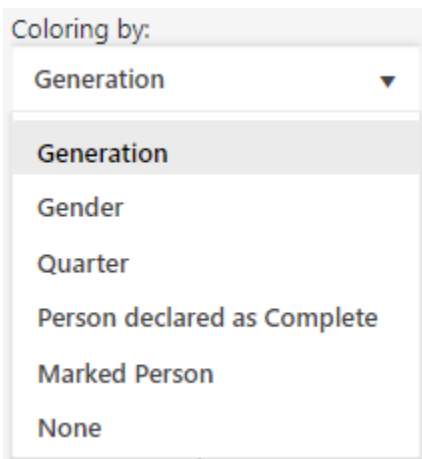 Coloring by:
Generation
Generation
Gender
Quarter
Person declared as Complete
Marked Person
None